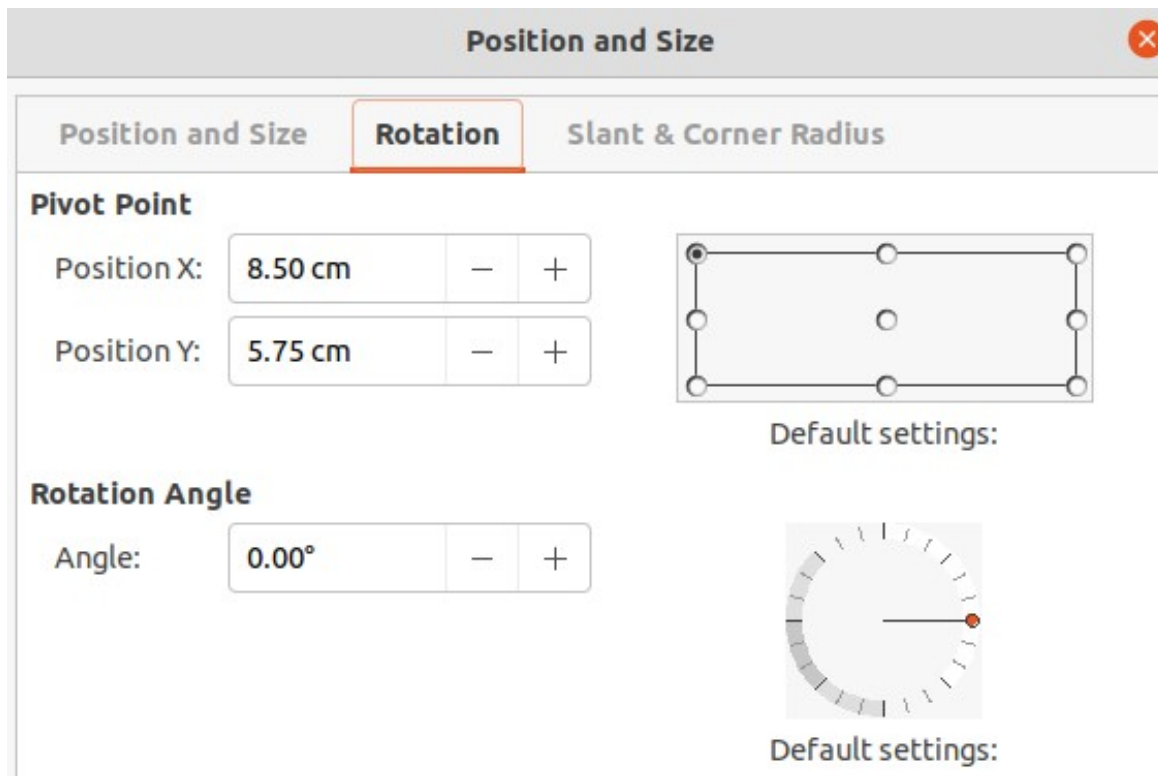 Position and Size
Position and Size Rotation Slant & Corner Radius
Pivot Point
Position X: 8.50 cm − +
Position Y: 5.75 cm − +
Default settings:
Rotation Angle
Angle: 0.00° − +
Default settings: